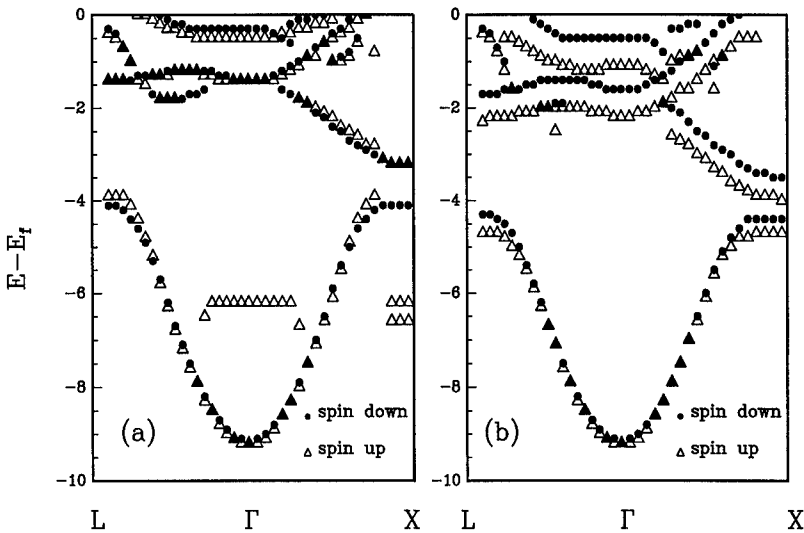 0
0
−2
−2
−4
−4
E−E_f
−6
−6
−8
−8
● spin down
● spin down
(a)
(b)
△ spin up
△ spin up
−10
−10
L Γ X
L Γ X